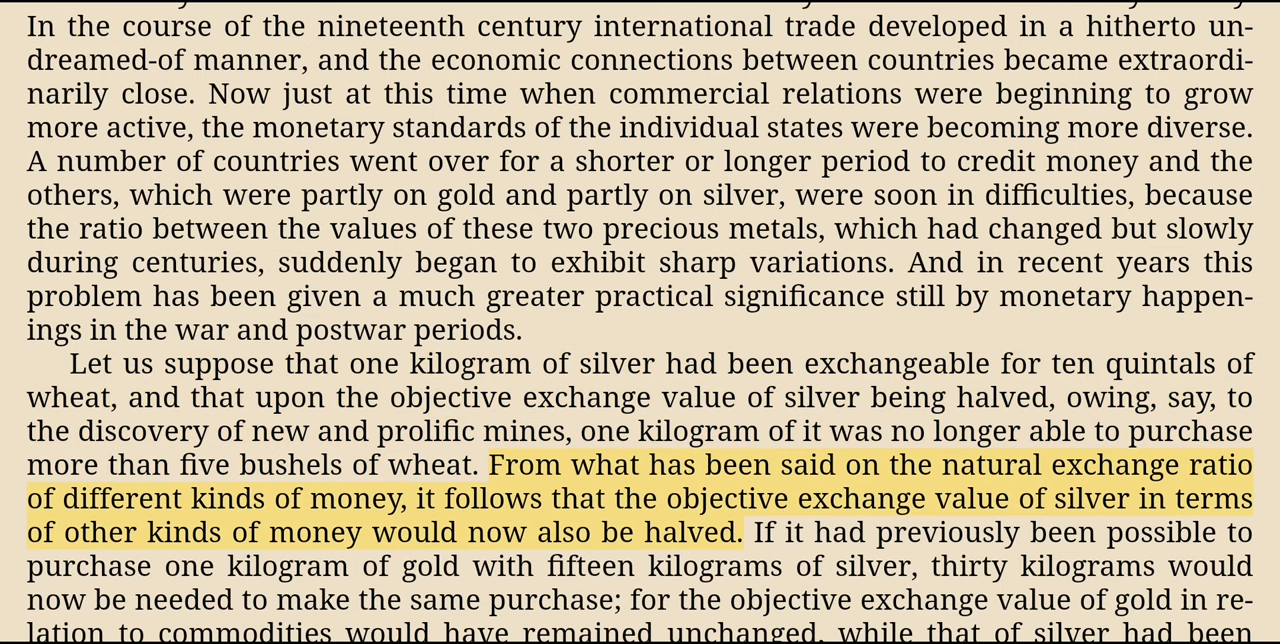 In the course of the nineteenth century international trade developed in a hitherto un-
dreamed-of manner, and the economic connections between countries became extraordi-
narily close. Now just at this time when commercial relations were beginning to grow
more active, the monetary standards of the individual states were becoming more diverse.
A number of countries went over for a shorter or longer period to credit money and the
others, which were partly on gold and partly on silver, were soon in difficulties, because
the ratio between the values of these two precious metals, which had changed but slowly
during centuries, suddenly began to exhibit sharp variations. And in recent years this
problem has been given a much greater practical significance still by monetary happen-
ings in the war and postwar periods.
Let us suppose that one kilogram of silver had been exchangeable for ten quintals of
wheat, and that upon the objective exchange value of silver being halved, owing, say, to
the discovery of new and prolific mines, one kilogram of it was no longer able to purchase
more than five bushels of wheat. From what has been said on the natural exchange ratio
of different kinds of money, it follows that the objective exchange value of silver in terms
of other kinds of money would now also be halved. If it had previously been possible to
purchase one kilogram of gold with fifteen kilograms of silver, thirty kilograms would
now be needed to make the same purchase; for the objective exchange value of gold in re-
lation to commodities would have remained unchanged, while that of silver had been